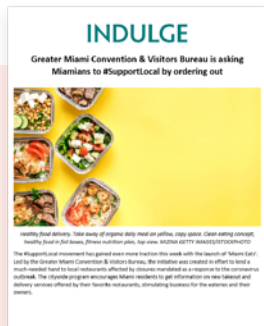 INDULGE
Greater Miami Convention & Visitors Bureau is asking
Miamians to #SupportLocal by ordering out
Healthy food delivery. Take away of organic daily meal on yellow, copy space. Clean eating concept,
healthy food in foil boxes, fitness nutrition plan, top view. MIZINA GETTY IMAGES/ISTOCKPHOTO
The #SupportLocal movement has gained even more traction this week with the launch of 'Miami Eats'.
Led by the Greater Miami Convention & Visitors Bureau, the initiative was created in effort to lend a
much-needed hand to local restaurants affected by closures mandated as a response to the coronavirus
outbreak. The citywide program encourages Miami residents to get information on new takeout and
delivery services offered by their favorite restaurants, stimulating business for the eateries and their
owners.